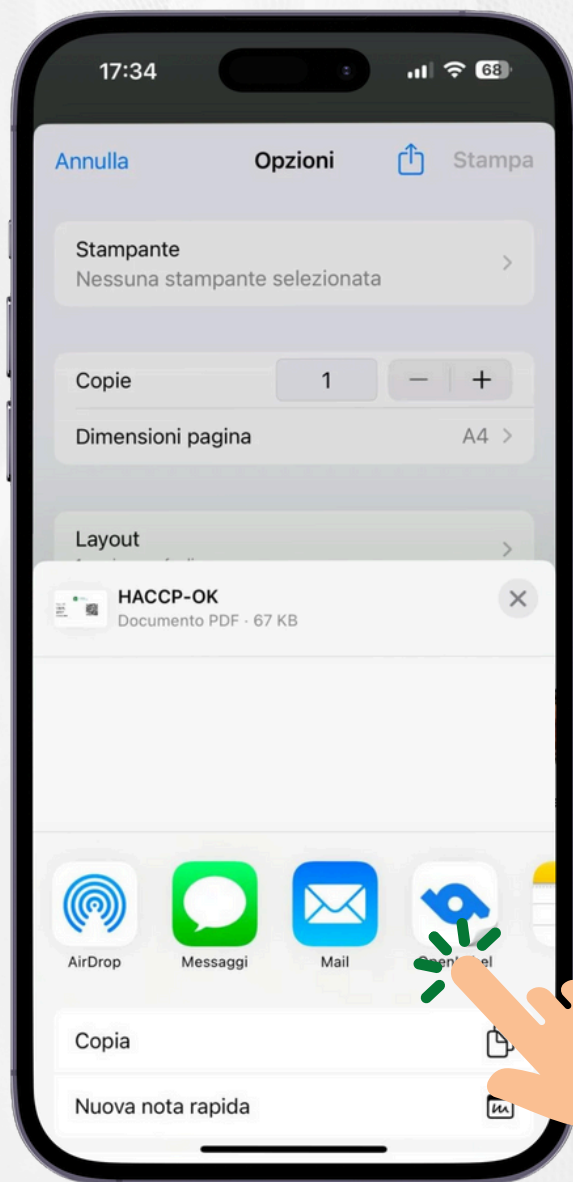 17:34
68
Annulla
Opzioni
Stampa
Stampante
Nessuna stampante selezionata
Copie
1
Dimensioni pagina
A4
Layout
HACCP-OK
Documento PDF · 67 KB
AirDrop
Messaggi
Mail
Copia
Nuova nota rapida